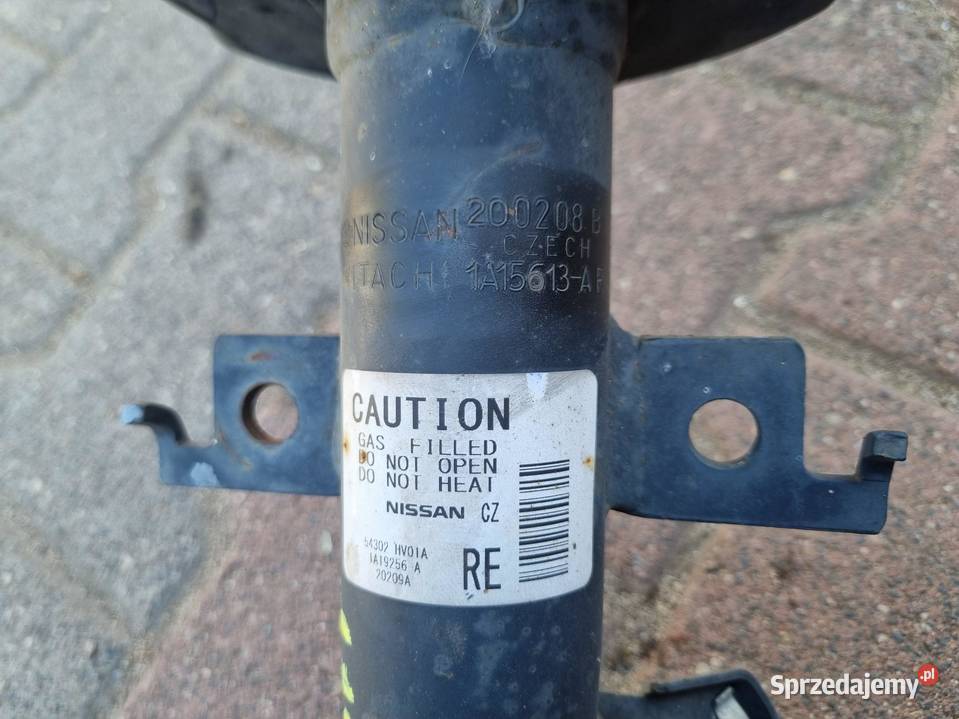 NISSAN 200208 B
CZECH
ITACHI 1A15613-A
CAUTION
GAS FILLED
DO NOT OPEN
DO NOT HEAT
NISSAN CZ
54302 HV01A
1A19256 A
20209A
RE
Sprzedajemy.pl